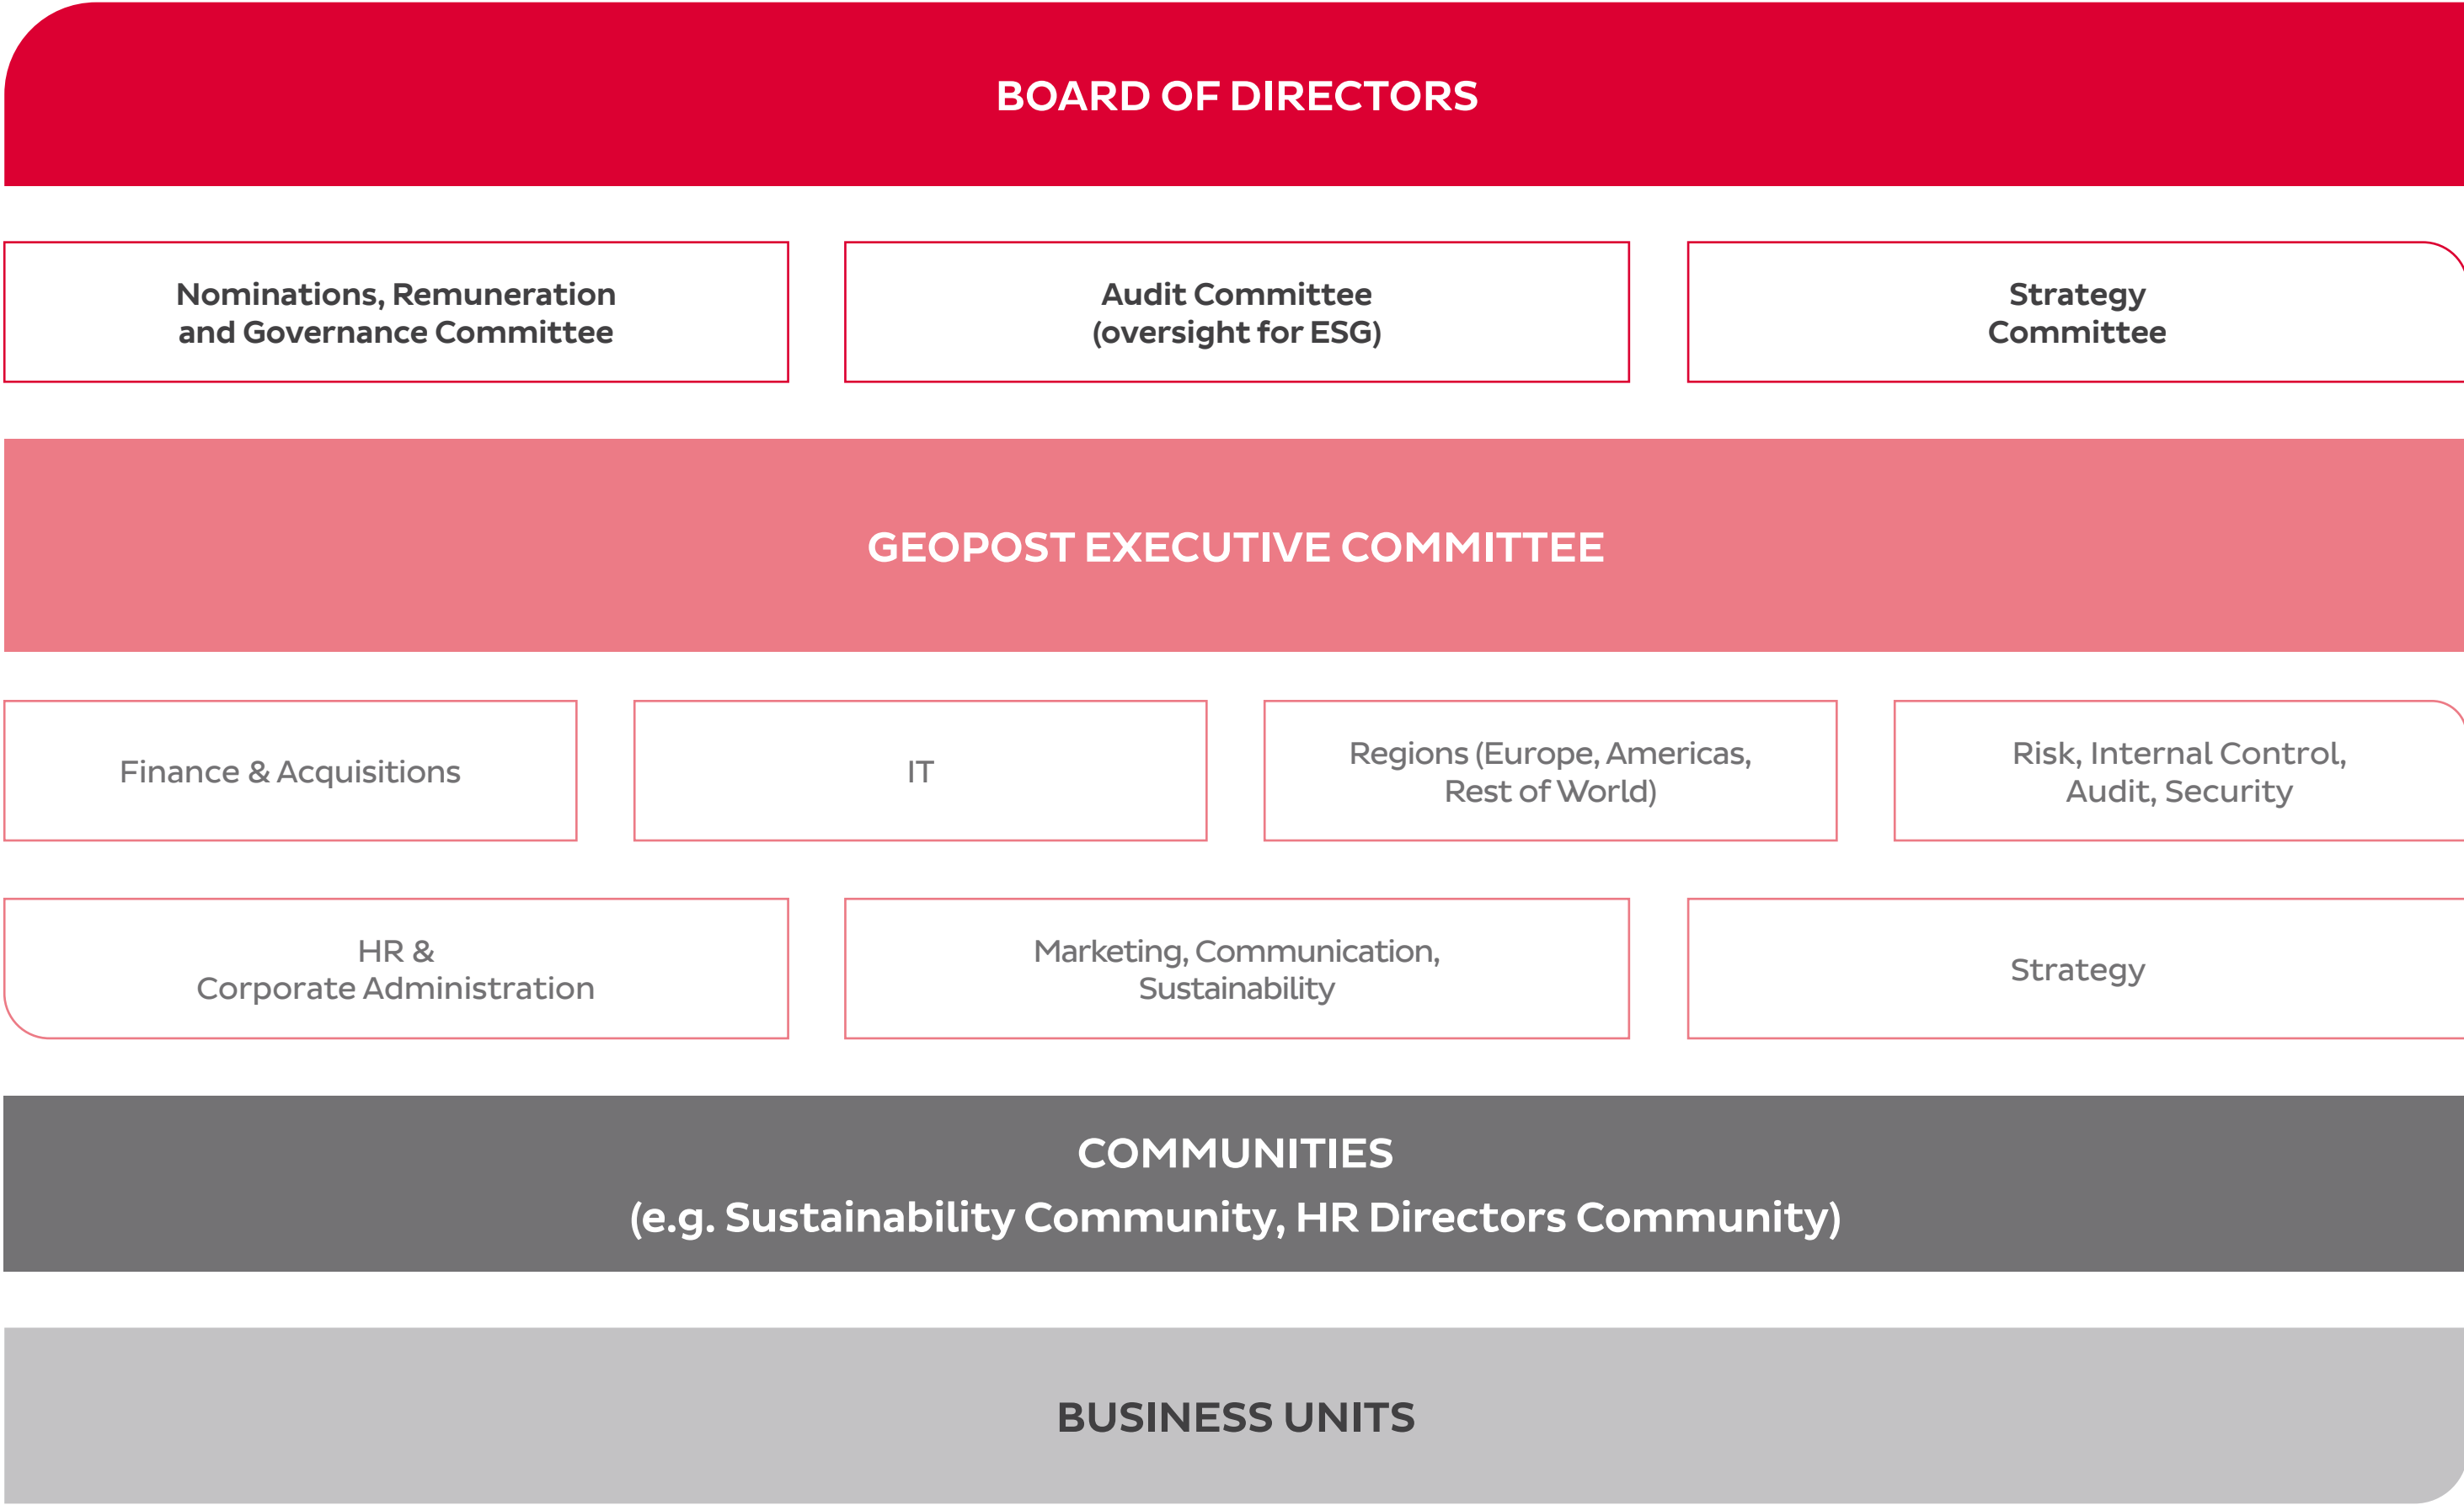 BOARD OF DIRECTORS
Nominations, Remuneration
and Governance Committee
Audit Committee
(oversight for ESG)
Strategy
Committee
GEOPOST EXECUTIVE COMMITTEE
Finance & Acquisitions
IT
Regions (Europe, Americas,
Rest of World)
Risk, Internal Control,
Audit, Security
HR &
Corporate Administration
Marketing, Communication,
Sustainability
Strategy
COMMUNITIES
(e.g. Sustainability Community, HR Directors Community)
BUSINESS UNITS